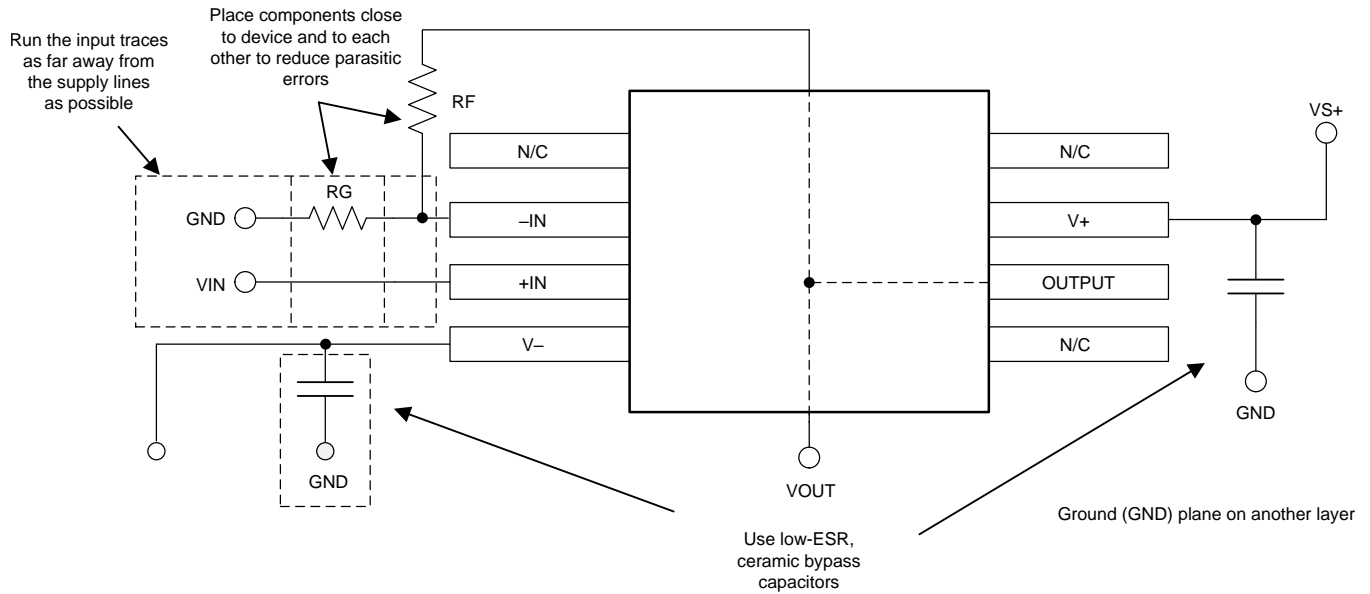 Place components close
to device and to each
other to reduce parasitic
errors
Run the input traces
as far away from
the supply lines
as possible
RF
VS+
N/C
N/C
RG
GND
–IN
V+
VIN
+IN
OUTPUT
V–
N/C
GND
GND
VOUT
Ground (GND) plane on another layer
Use low-ESR,
ceramic bypass
capacitors